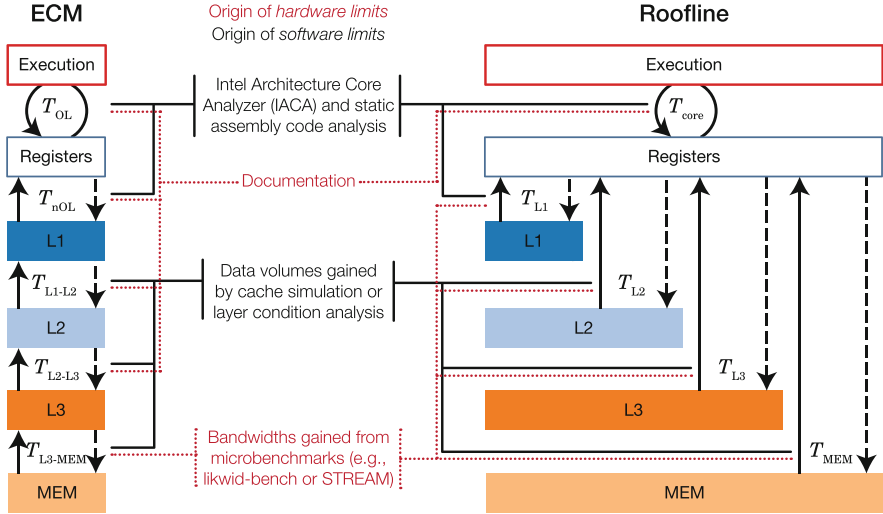 ECM
Origin of hardware limits
Origin of software limits
Roofline
Execution
Execution
T_OL
Intel Architecture Core
Analyzer (IACA) and static
assembly code analysis
T_core
Registers
Registers
T_nOL
Documentation
T_L1
L1
L1
T_L1-L2
Data volumes gained
by cache simulation or
layer condition analysis
T_L2
L2
L2
T_L2-L3
T_L3
L3
L3
T_L3-MEM
Bandwidths gained from
microbenchmarks (e.g.,
likwid-bench or STREAM)
T_MEM
MEM
MEM